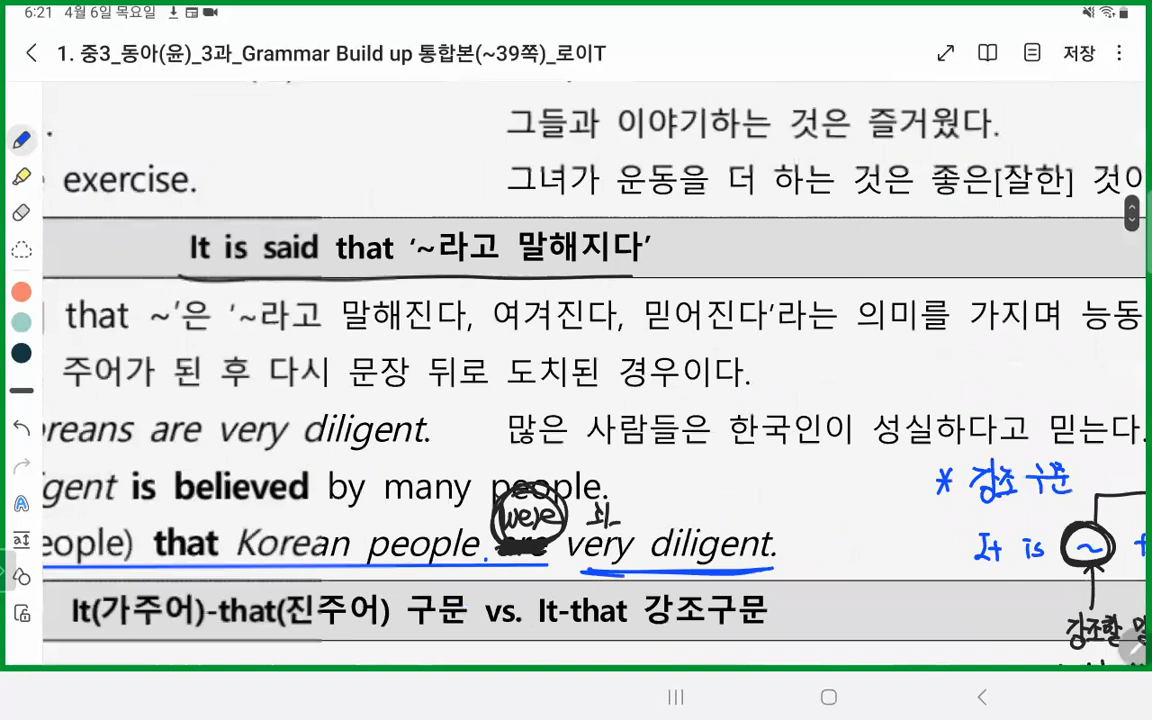 6:21 4월 6일 목요일
1. 중3_동아(윤)_3과_Grammar Build up 통합본(~39쪽)_로이T
저장
그들과 이야기하는 것은 즐거웠다.
exercise. 그녀가 운동을 더 하는 것은 좋은[잘한] 것이
It is said that ‘~라고 말해지다’
that ~’은 ‘~라고 말해진다, 여겨진다, 믿어진다’라는 의미를 가지며 능동
주어가 된 후 다시 문장 뒤로 도치된 경우이다.
oreans are very diligent. 많은 사람들은 한국인이 성실하다고 믿는다.
igent is believed by many people.
* 강조 구문
were
eople) that Korean people very diligent.
It is ~
It(가주어)-that(진주어) 구문 vs. It-that 강조구문
강조할